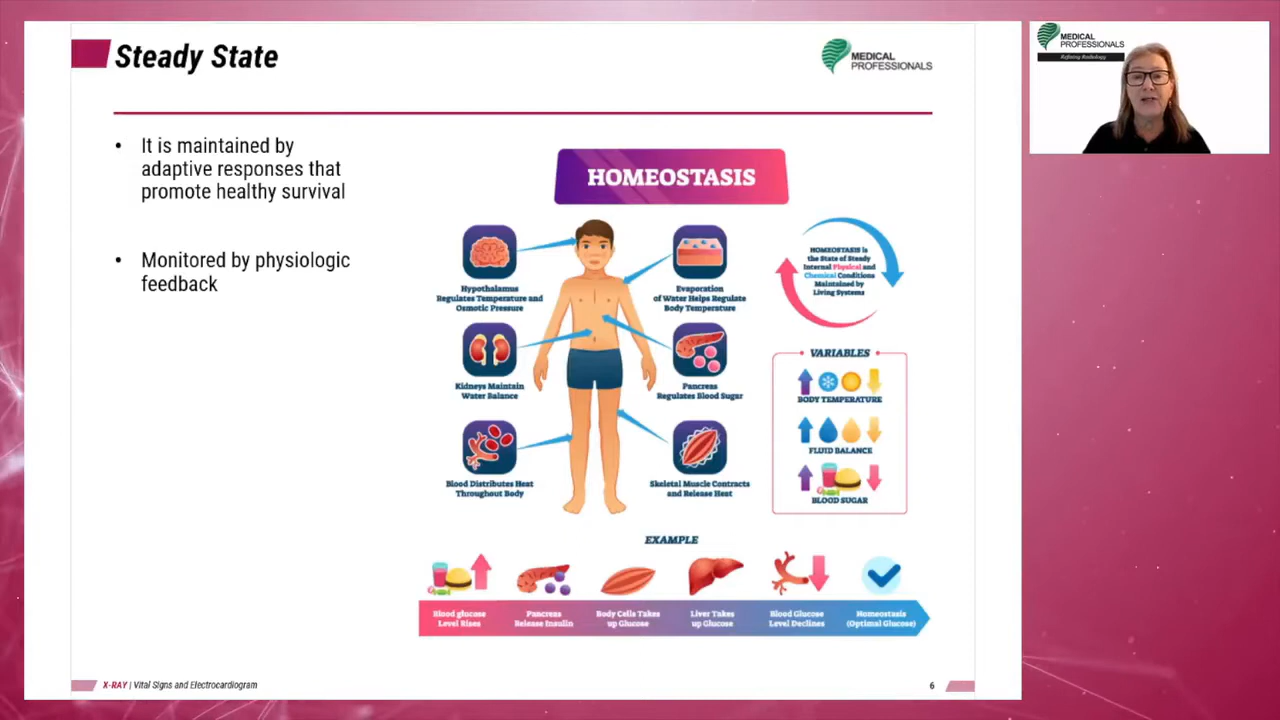 Steady State
MEDICAL
PROFESSIONALS
• It is maintained by
adaptive responses that
promote healthy survival
• Monitored by physiologic
feedback
HOMEOSTASIS
Hypothalamus
Regulates Temperature and
Osmotic Pressure
Evaporation
of Water Helps Regulate
Body Temperature
Kidneys Maintain
Water Balance
Pancreas
Regulates Blood Sugar
Blood Distributes Heat
Throughout Body
Skeletal Muscle Contracts
and Release Heat
HOMEOSTASIS is
the State of Steady
Internal Physical and
Chemical Conditions
Maintained by
Living Systems
VARIABLES
BODY TEMPERATURE
FLUID BALANCE
BLOOD SUGAR
EXAMPLE
Blood glucose
Level Rises
Pancreas
Release Insulin
Body Cells Takes
up Glucose
Liver Takes
up Glucose
Blood Glucose
Level Declines
Homeostasis
(Optimal Glucose)
X-RAY | Vital Signs and Electrocardiogram
6
MEDICAL
PROFESSIONALS
Refining Radiology